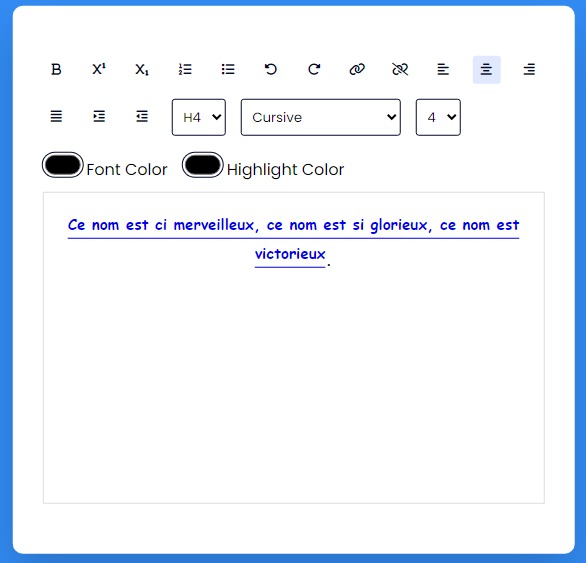 B X¹ X₁
H4 Cursive 4
Font Color Highlight Color
Ce nom est ci merveilleux, ce nom est si glorieux, ce nom est
victorieux.